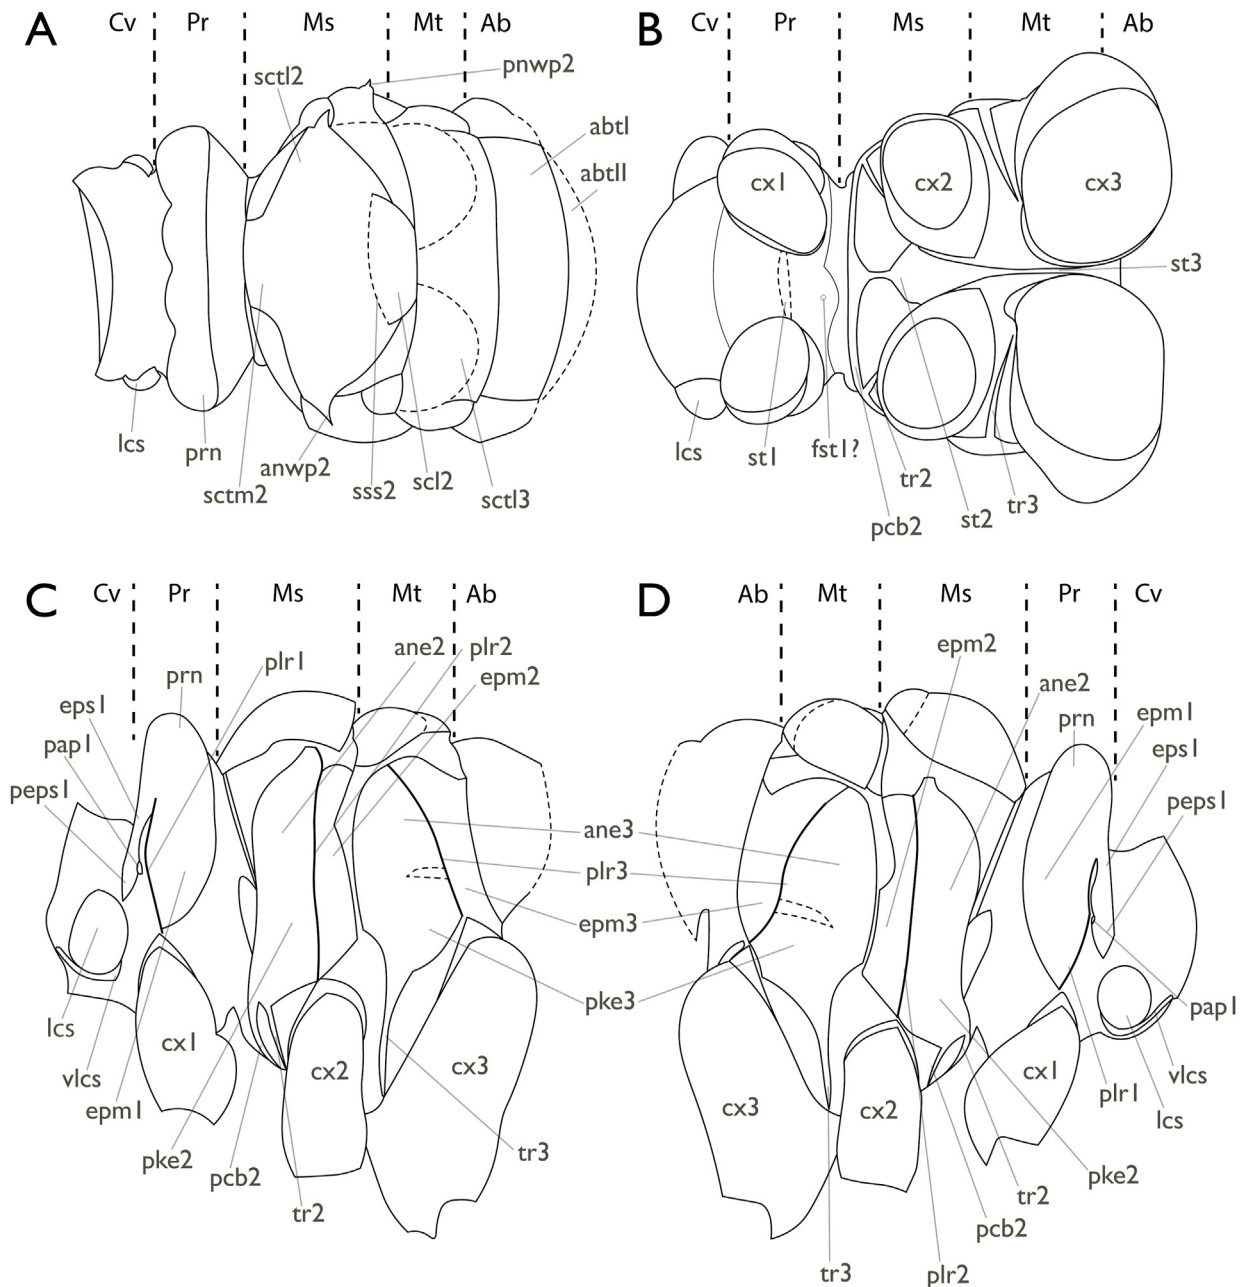 A
Cv Pr Ms Mt Ab
sctl2
pnwp2
abtI
abtII
lcs
prn
sctm2
anwp2
sss2
scl2
sctl3
B
Cv Pr Ms Mt Ab
cx1
cx2
cx3
st3
lcs
st1
fst1?
pcb2
tr2
st2
tr3
C
Cv Pr Ms Mt Ab
ane2
plr2
epm2
plr1
prn
eps1
pap1
peps1
lcs
vlcs
epm1
pke2
pcb2
tr2
tr3
cx1
cx2
cx3
ane3
plr3
epm3
pke3
D
Ab Mt Ms Pr Cv
epm2
ane2
prn
epm1
eps1
peps1
pap1
vlcs
lcs
plr1
pke2
tr2
pcb2
plr2
tr3
cx3
cx2
cx1